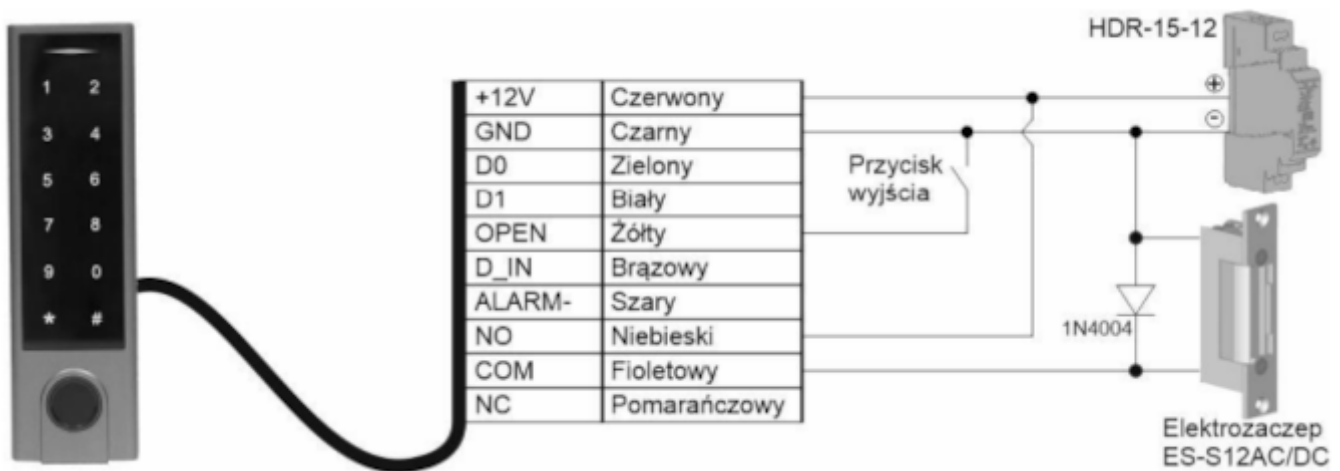 HDR-15-12
1 2
3 4
5 6
7 8
9 0
* #
+12V Czerwony
GND Czarny
D0 Zielony
D1 Biały
OPEN Żółty
D_IN Brązowy
ALARM- Szary
NO Niebieski
COM Fioletowy
NC Pomarańczowy
Przycisk
wyjścia
+
-
1N4004
Elektrozaczep
ES-S12AC/DC